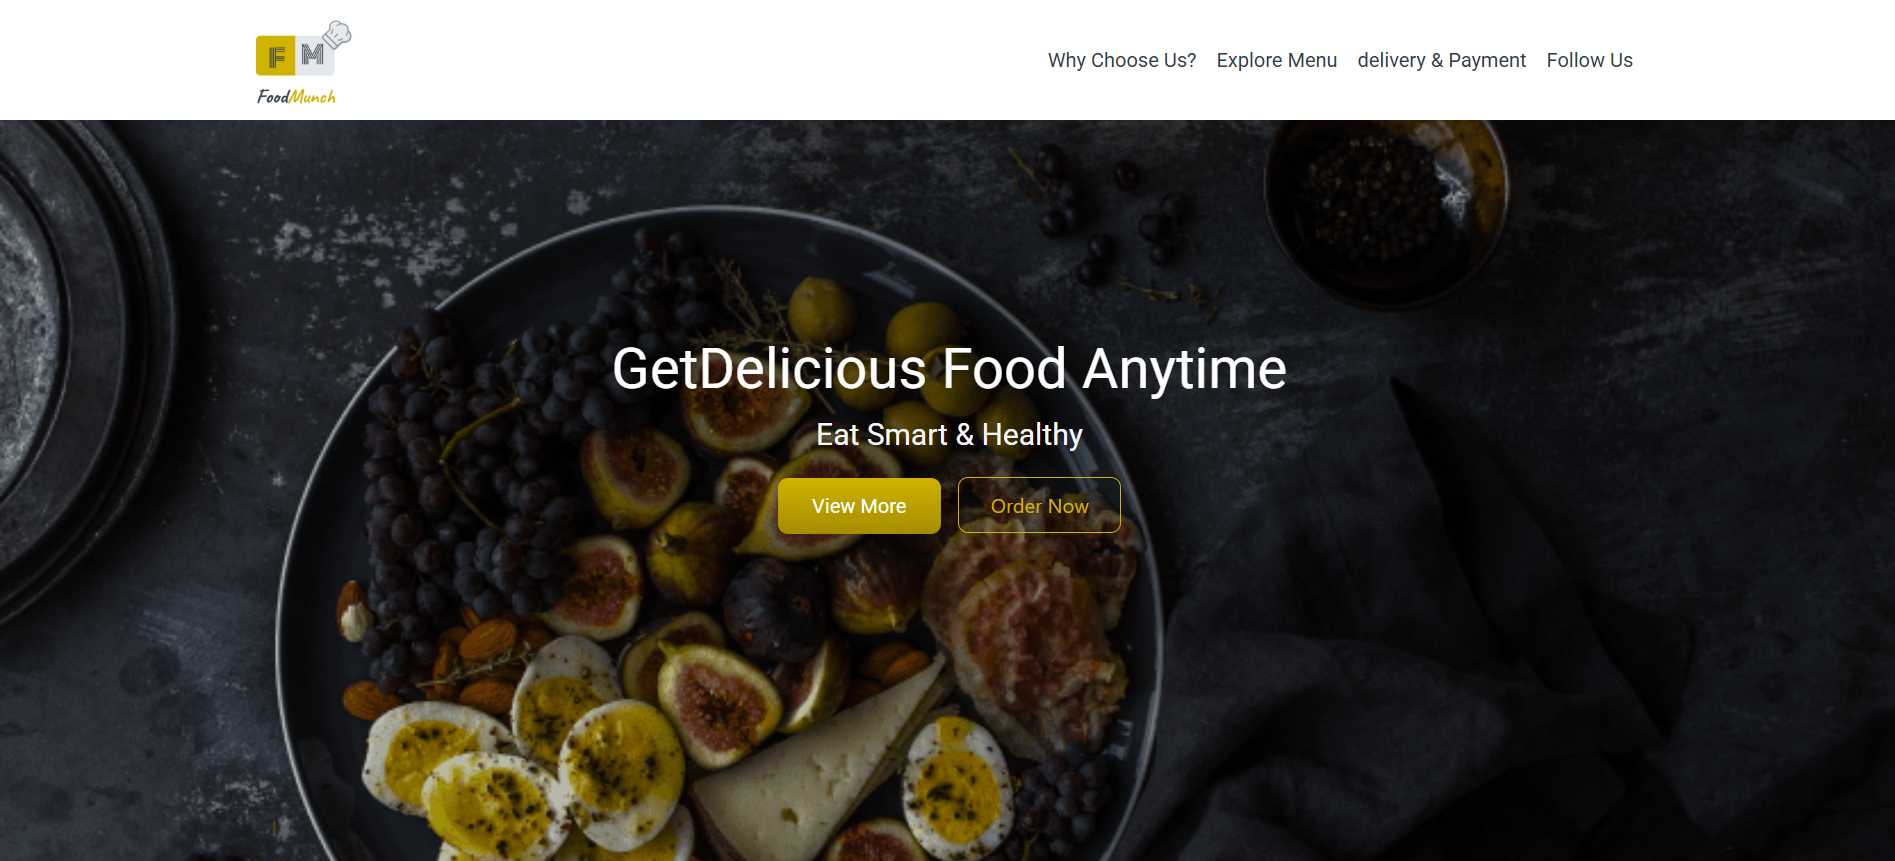 F M
FoodMunch
Why Choose Us? Explore Menu delivery & Payment Follow Us
GetDelicious Food Anytime
Eat Smart & Healthy
View More Order Now